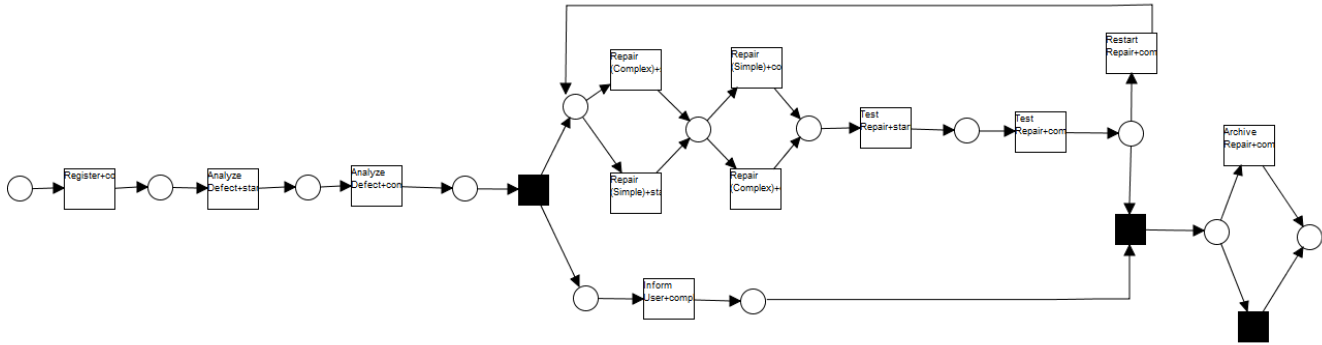 Register+co
Analyze
Defect+star
Analyze
Defect+con
Repair
(Complex)+s
Repair
(Simple)+sta
Repair
(Simple)+co
Repair
(Complex)+
Test
Repair+star
Test
Repair+com
Restart
Repair+com
Inform
User+comp
Archive
Repair+com